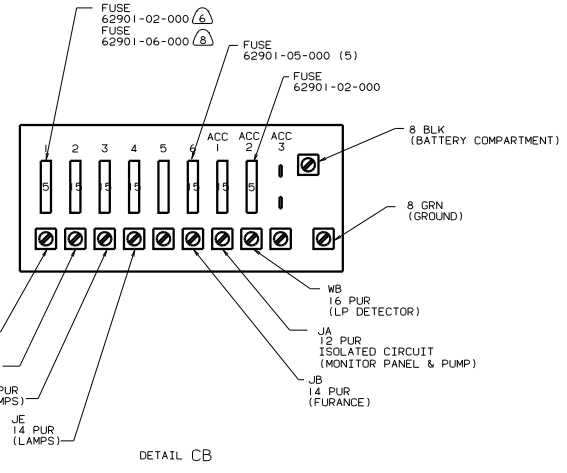 FUSE
62901-02-000 6
FUSE
62901-06-000 8
FUSE
62901-05-000 (5)
FUSE
62901-02-000
1 2 3 4 5 6 ACC 1 ACC 2 ACC 3
5 15 15 15 15 15 5
8 BLK
(BATTERY COMPARTMENT)
8 GRN
(GROUND)
WB
16 PUR
(LP DETECTOR)
JA
12 PUR
ISOLATED CIRCUIT
(MONITOR PANEL & PUMP)
JB
14 PUR
(FURANCE)
PUR
MPS)
JE
14 PUR
(LAMPS)
DETAIL CB